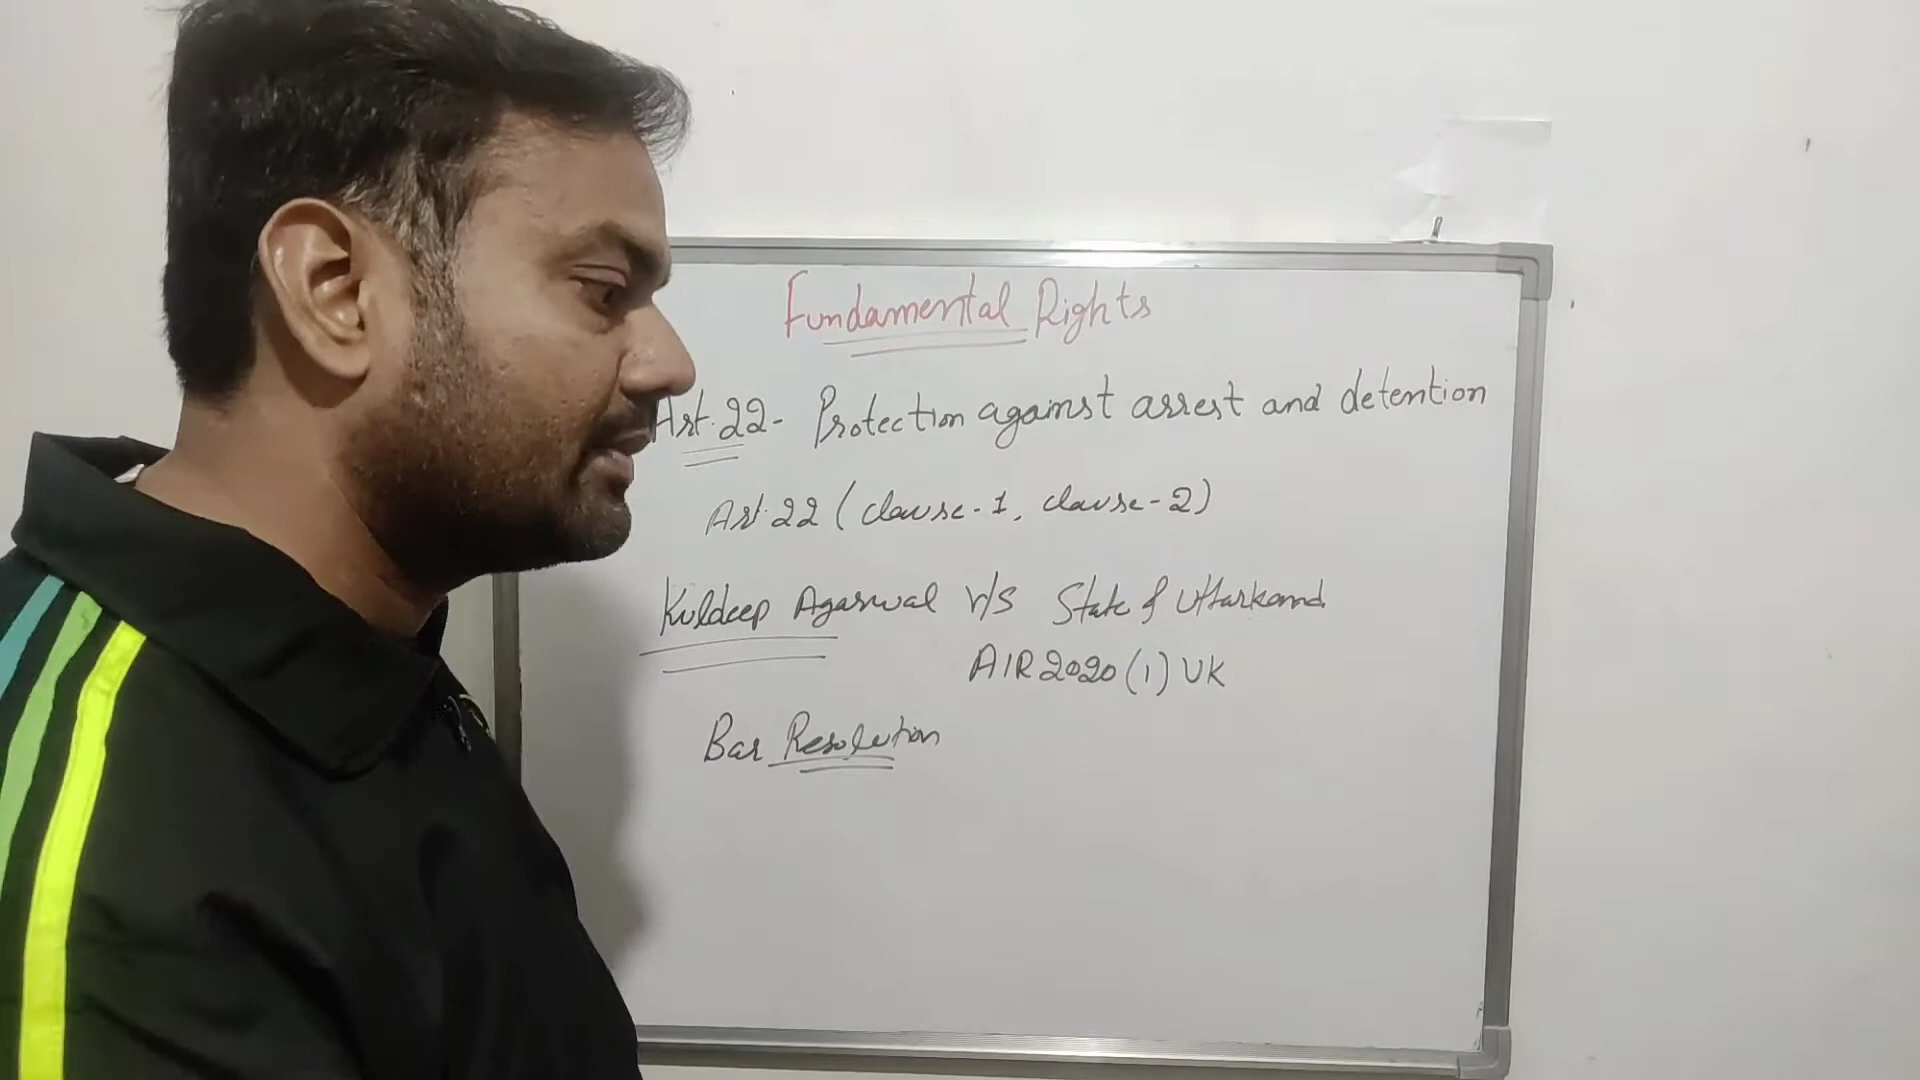 Fundamental Rights
Art. 22- Protection against arrest and detention
Art. 22 (clause-1, clause-2)
Kuldeep Agarwal V/S State of Uttarkand
AIR 2020 (1) UK
Bar Resolution